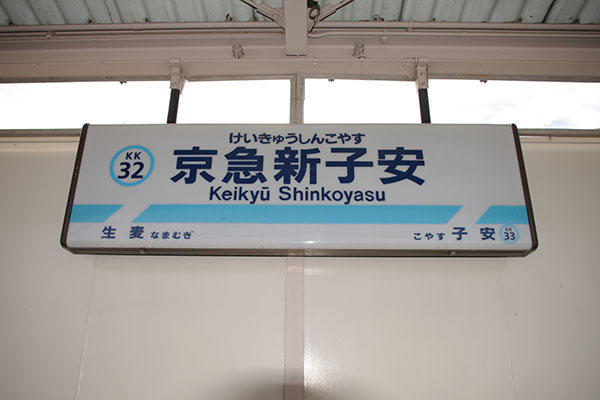 けいきゅうしんこやす
KK
32
京急新子安
Keikyū Shinkoyasu
生麦 なまむぎ
こやす 子安
KK
33